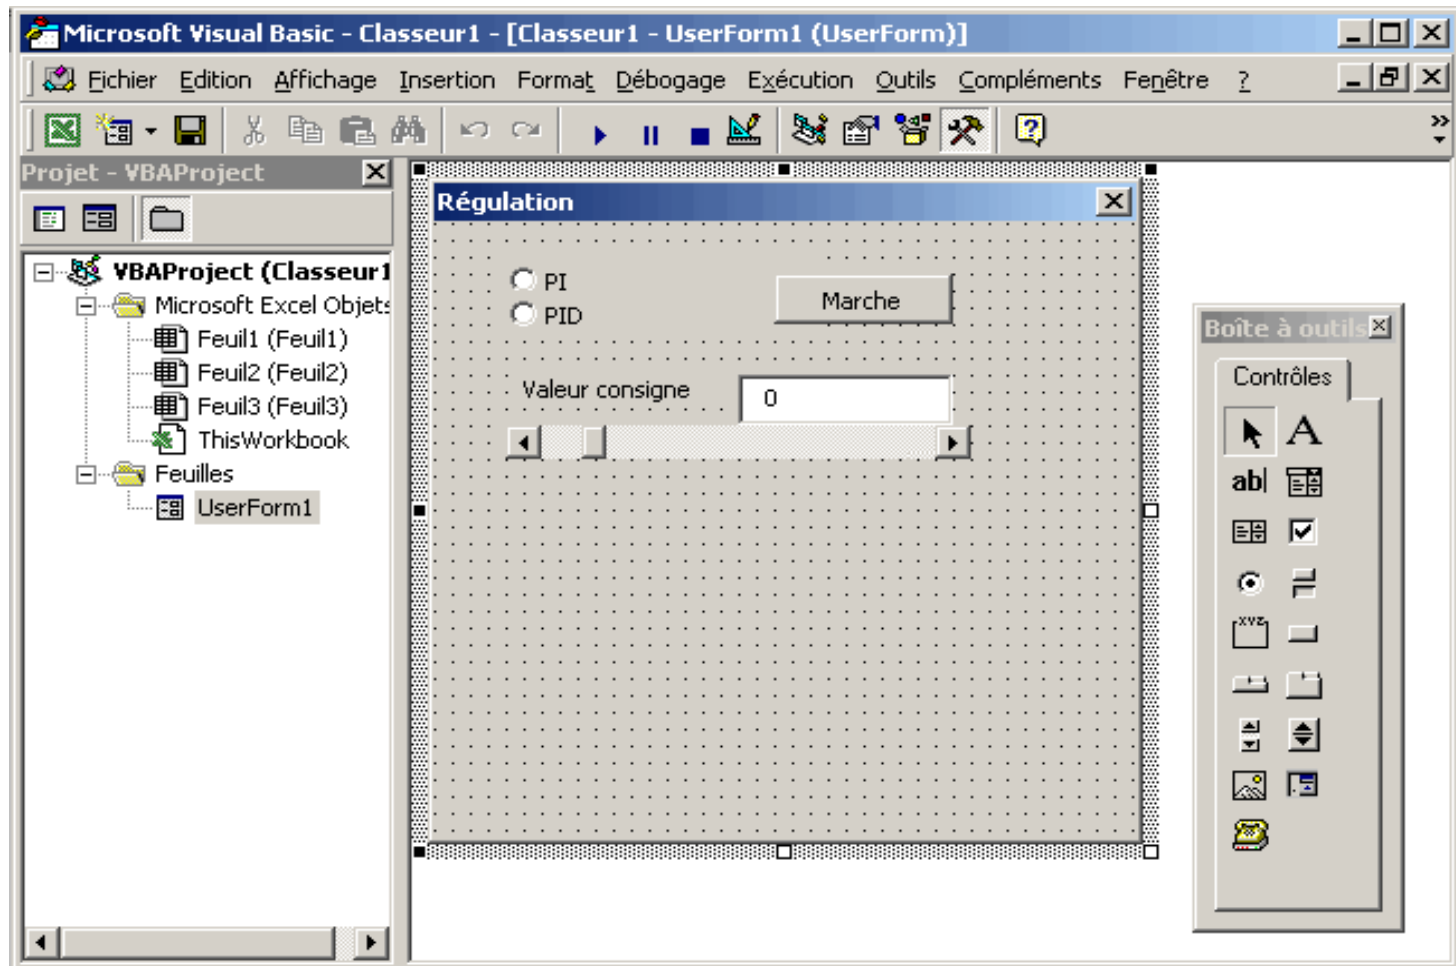 Microsoft Visual Basic - Classeur1 - [Classeur1 - UserForm1 (UserForm)]
Fichier Edition Affichage Insertion Format Débogage Exécution Outils Compléments Fenêtre ?
Projet - VBAProject
VBAProject (Classeur1
Microsoft Excel Objets
Feuil1 (Feuil1)
Feuil2 (Feuil2)
Feuil3 (Feuil3)
ThisWorkbook
Feuilles
UserForm1
Régulation
PI
PID
Marche
Valeur consigne
0
Boîte à outils
Contrôles
A
ab|
xyz